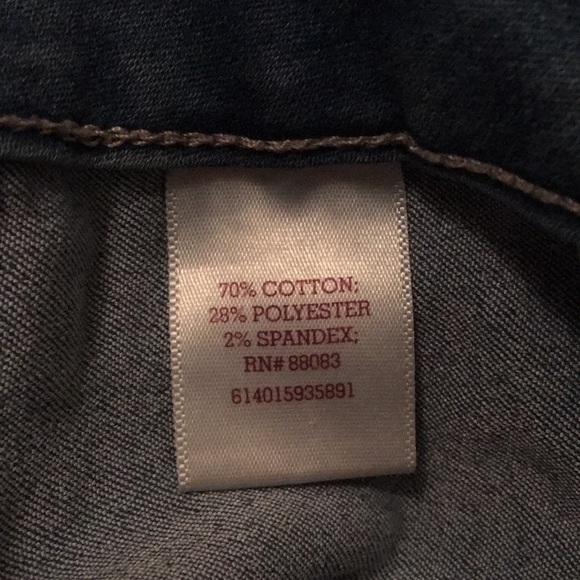 70% COTTON;
28% POLYESTER
2% SPANDEX;
RN# 88083
614015935891